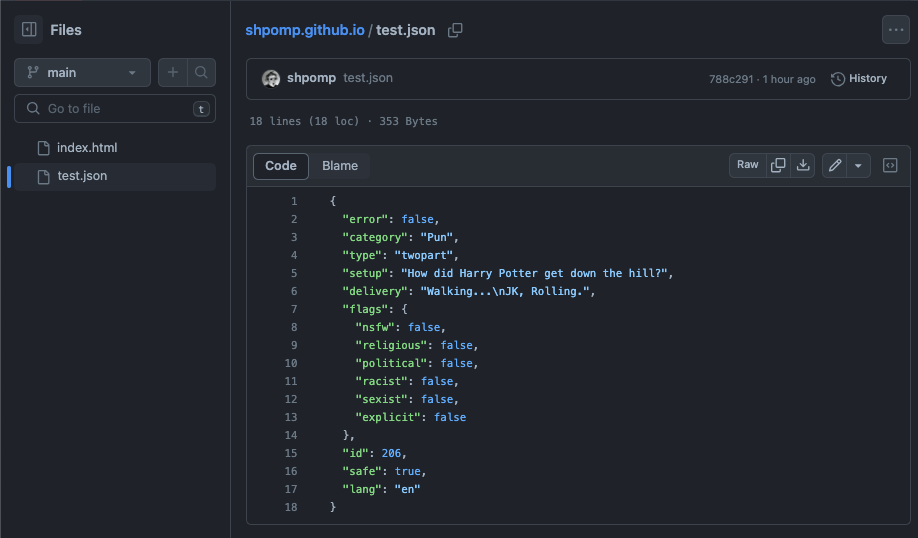 Files
main
Go to file
t
index.html
test.json
shpomp.github.io / test.json
shpomp test.json
788c291 · 1 hour ago
History
18 lines (18 loc) · 353 Bytes
Code
Blame
Raw
1 {
2 "error": false,
3 "category": "Pun",
4 "type": "twopart",
5 "setup": "How did Harry Potter get down the hill?",
6 "delivery": "Walking...\nJK, Rolling.",
7 "flags": {
8 "nsfw": false,
9 "religious": false,
10 "political": false,
11 "racist": false,
12 "sexist": false,
13 "explicit": false
14 },
15 "id": 206,
16 "safe": true,
17 "lang": "en"
18 }